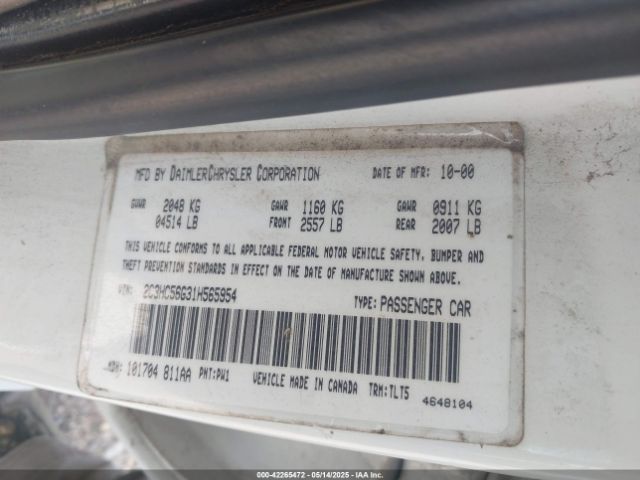 MFD BY DAIMLERCHRYSLER CORPORATION DATE OF MFR: 10-00
GVWR 2048 KG GAWR 1160 KG GAWR 0911 KG
04514 LB FRONT 2557 LB REAR 2007 LB
THIS VEHICLE CONFORMS TO ALL APPLICABLE FEDERAL MOTOR VEHICLE SAFETY, BUMPER AND
THEFT PREVENTION STANDARDS IN EFFECT ON THE DATE OF MANUFACTURE SHOWN ABOVE.
VIN: 2C3HC56G31H565954 TYPE: PASSENGER CAR
MDH: 101704 811AA PNT: PW1 VEHICLE MADE IN CANADA TRM: TLT5
4648104
000-42265472 - 05/14/2025 - IAA Inc.